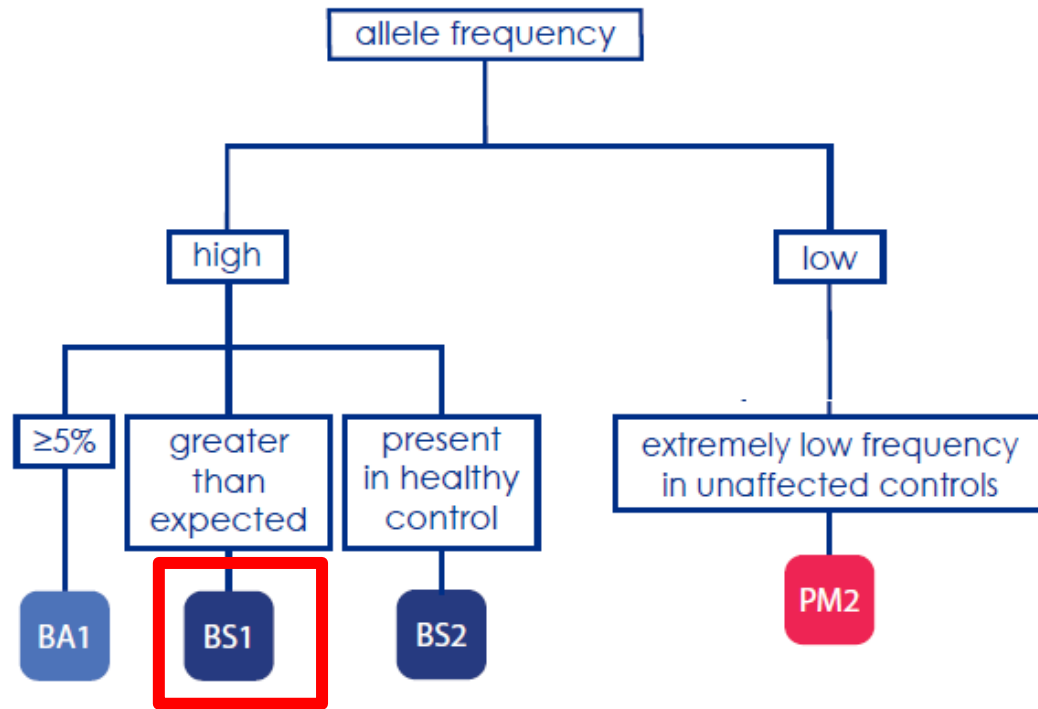 allele frequency
high
low
≥5%
greater
than
expected
present
in healthy
control
extremely low frequency
in unaffected controls
BA1
BS1
BS2
PM2